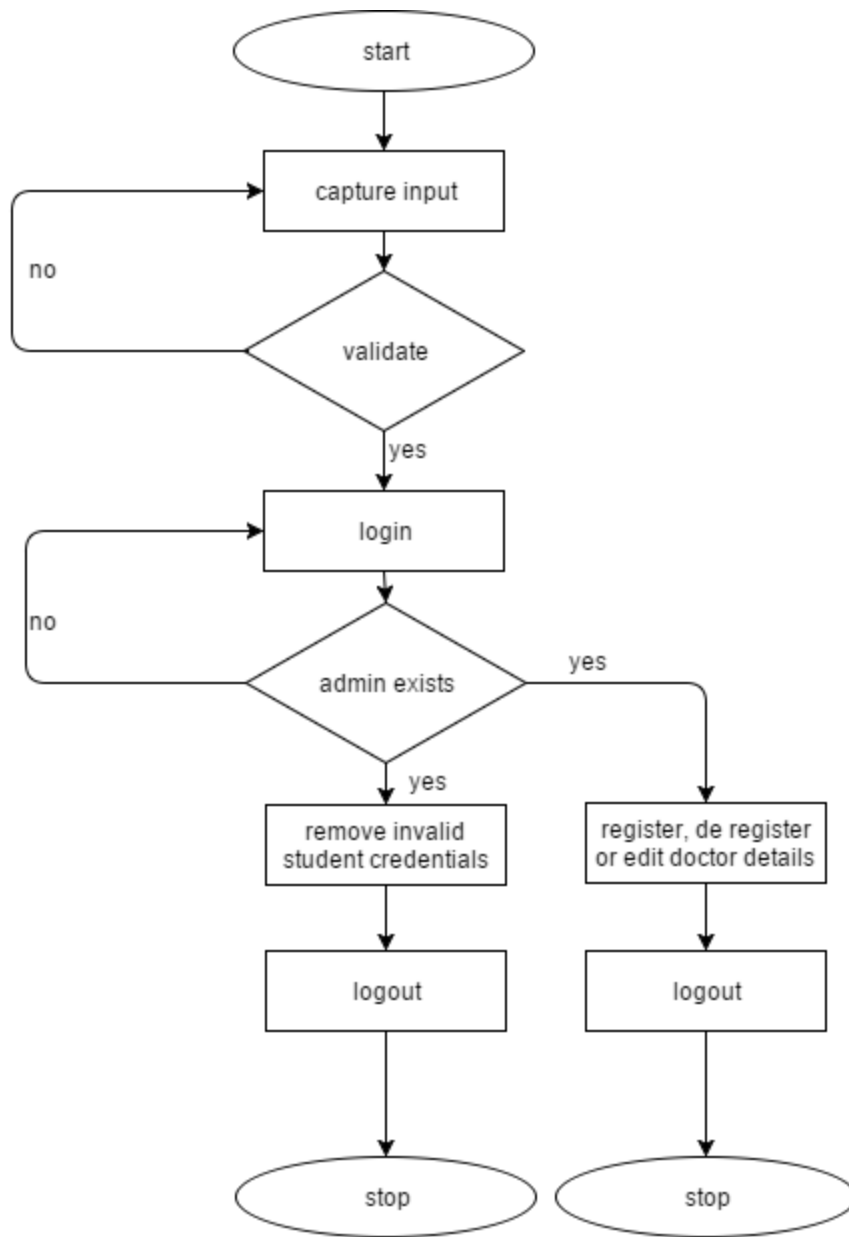 start
capture input
no
validate
yes
login
no
admin exists
yes
yes
remove invalid
student credentials
register, de register
or edit doctor details
logout
logout
stop
stop